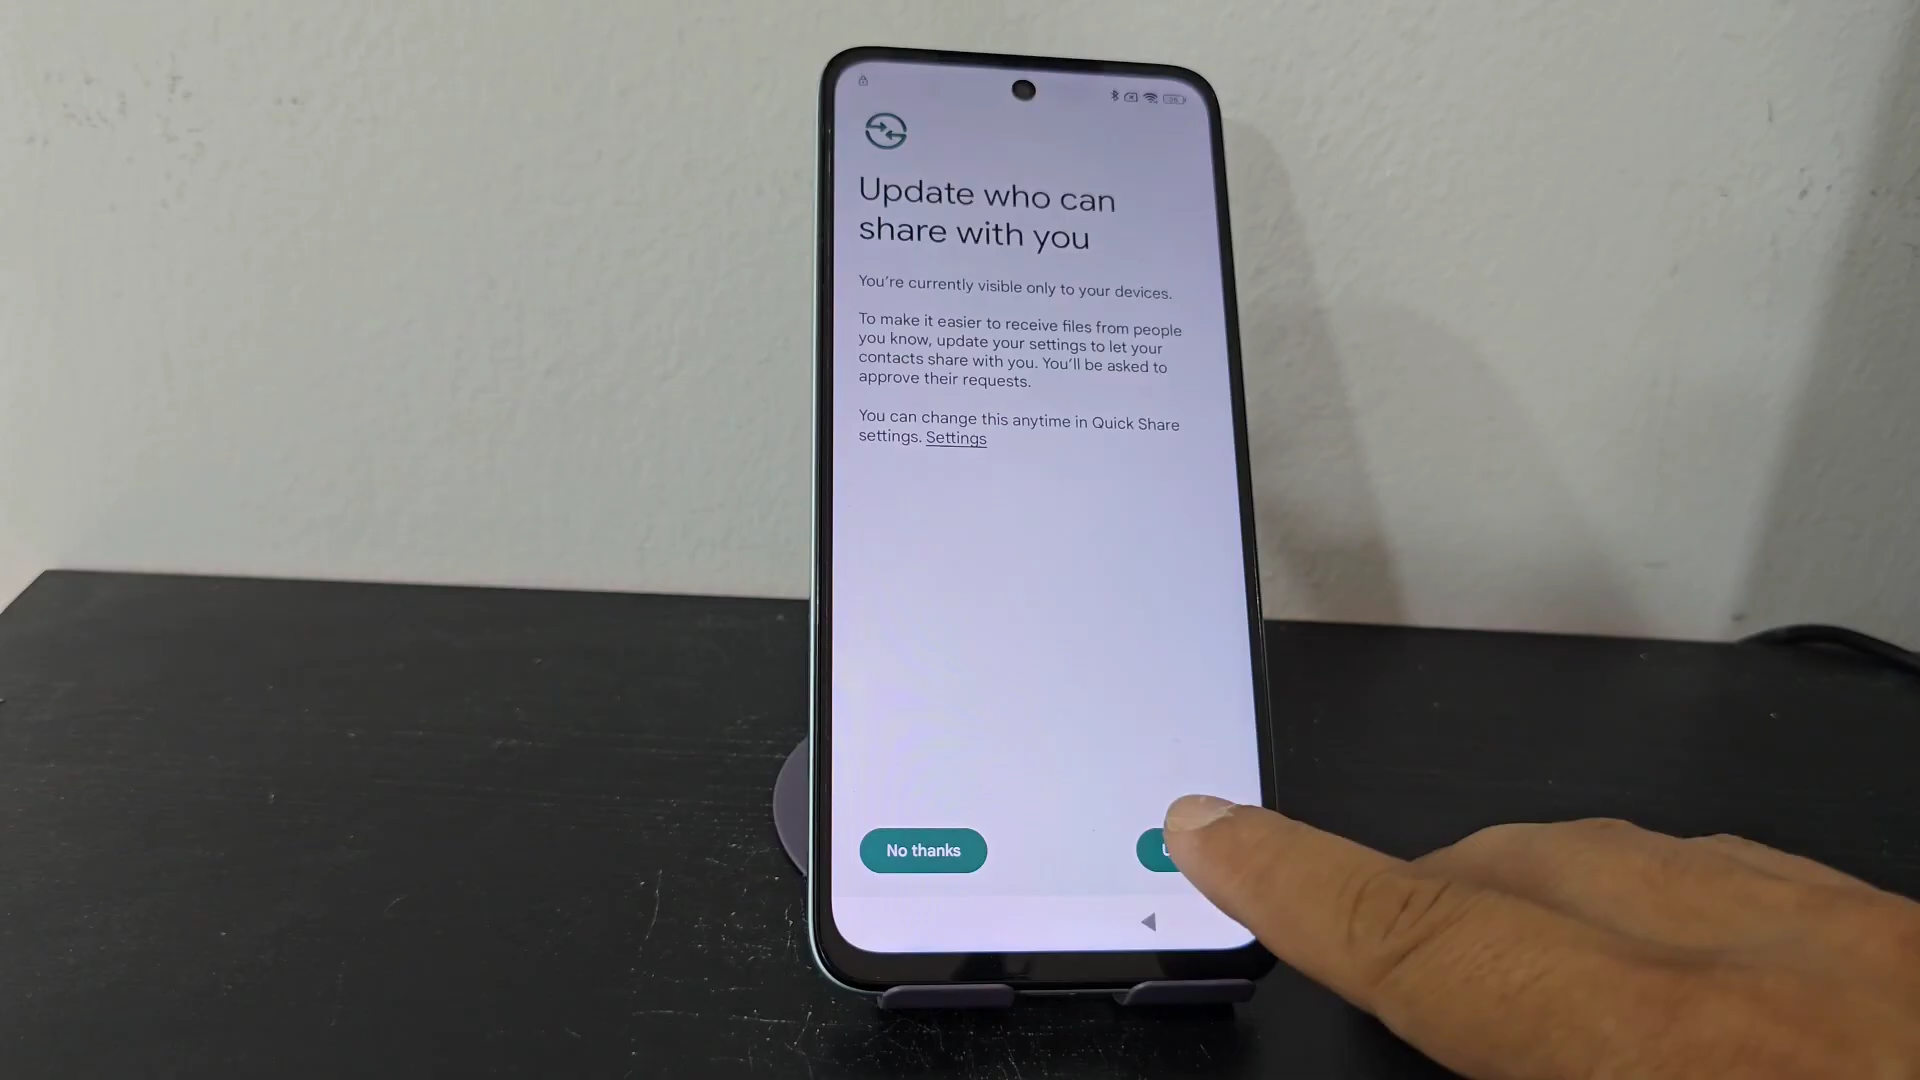 Update who can
share with you
You're currently visible only to your devices.
To make it easier to receive files from people
you know, update your settings to let your
contacts share with you. You'll be asked to
approve their requests.
You can change this anytime in Quick Share
settings. Settings
No thanks